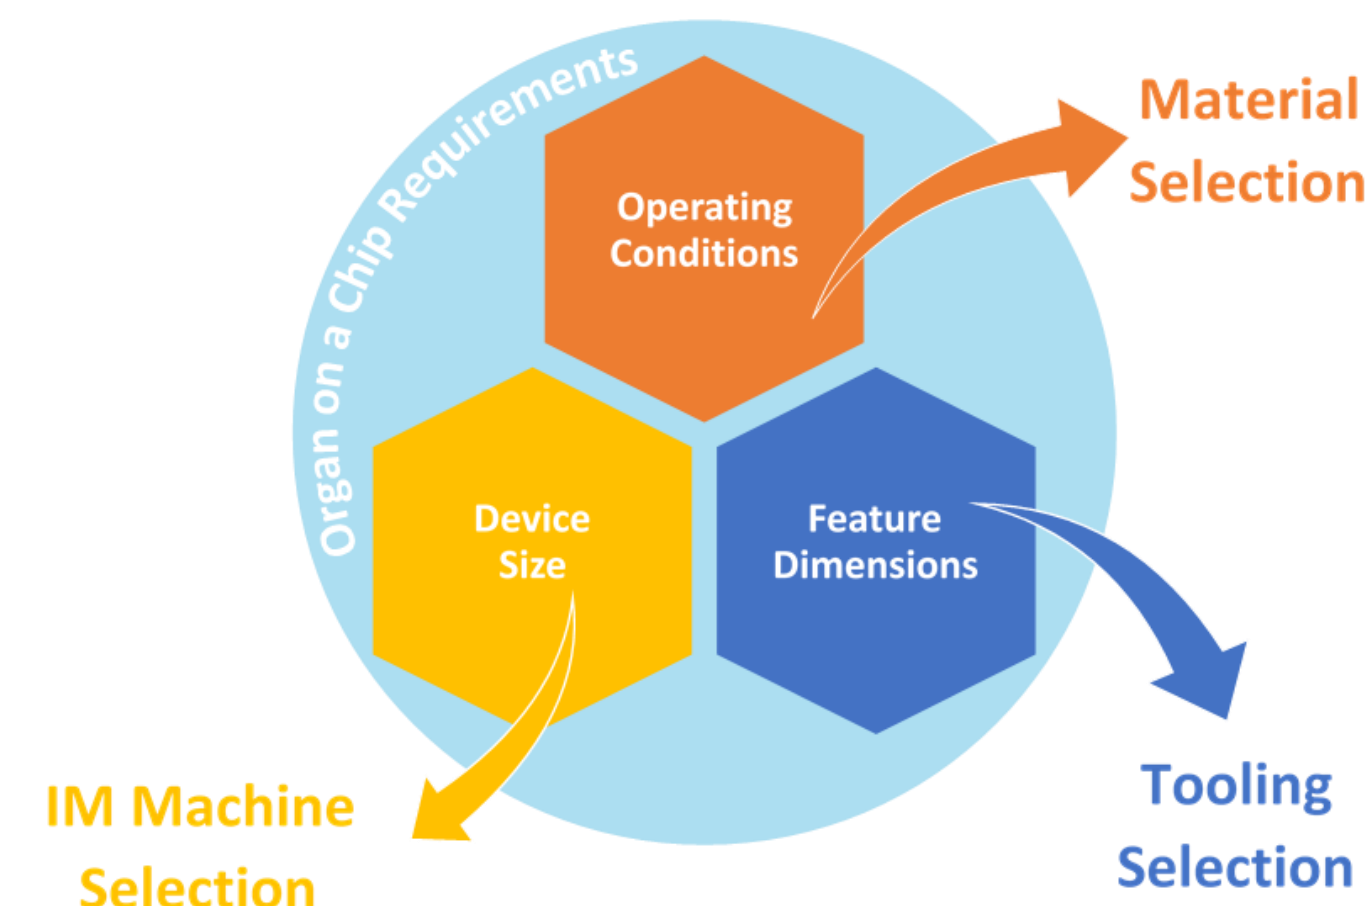 Organ on a Chip Requirements
Operating
Conditions
Material
Selection
Device
Size
Feature
Dimensions
IM Machine
Selection
Tooling
Selection